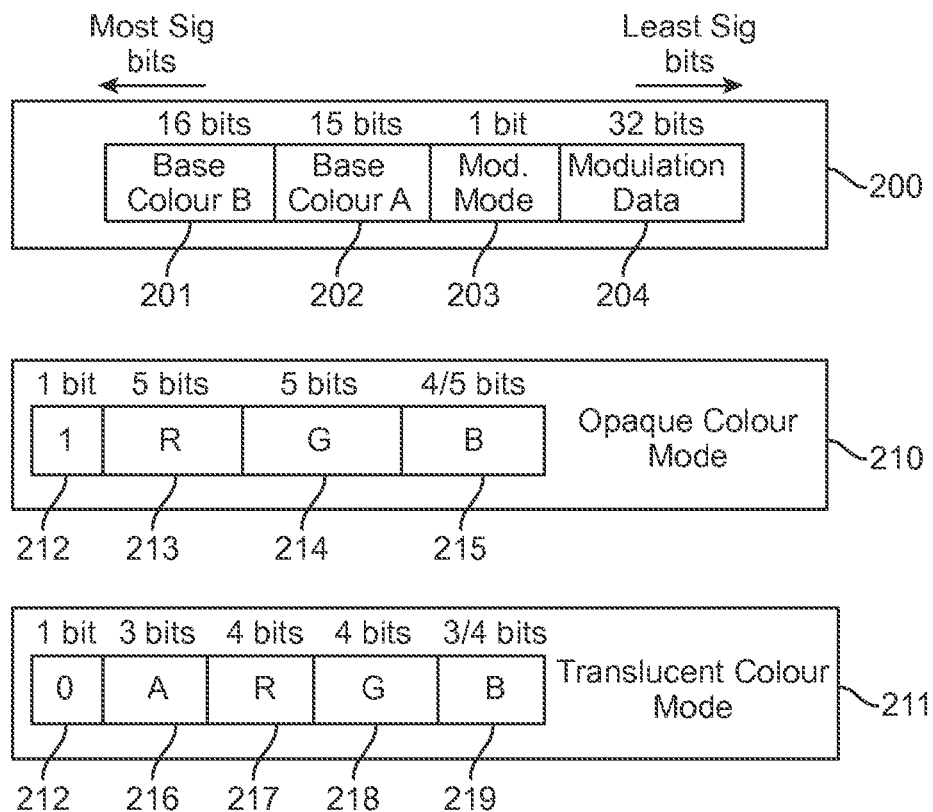 Most Sig bits
Least Sig bits
16 bits 15 bits 1 bit 32 bits
Base Colour B Base Colour A Mod. Mode Modulation Data
200
201 202 203 204
1 bit 5 bits 5 bits 4/5 bits
1 R G B Opaque Colour Mode
210
212 213 214 215
1 bit 3 bits 4 bits 4 bits 3/4 bits
0 A R G B Translucent Colour Mode
211
212 216 217 218 219